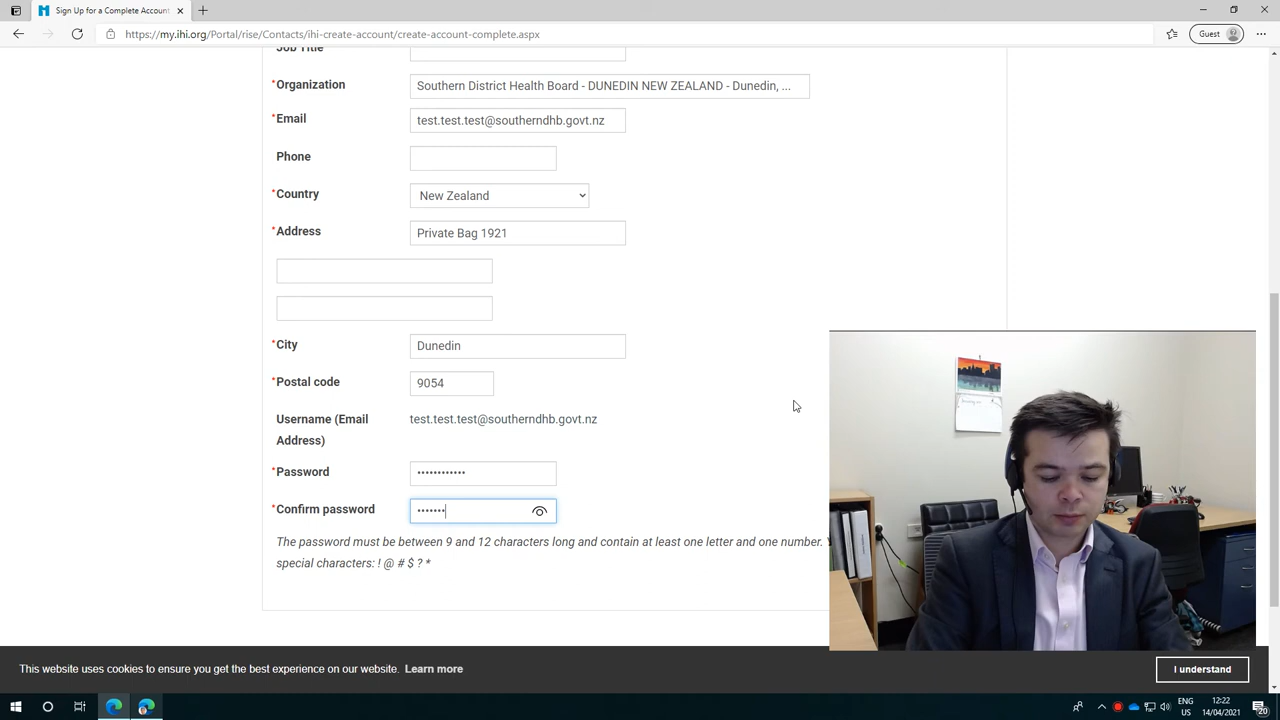 Sign Up for a Complete Account
https://my.ihi.org/Portal/rise/Contacts/ihi-create-account/create-account-complete.aspx
Guest
Job Title
*Organization
Southern District Health Board - DUNEDIN NEW ZEALAND - Dunedin, ...
*Email
test.test.test@southerndhb.govt.nz
Phone
*Country
New Zealand
*Address
Private Bag 1921
*City
Dunedin
*Postal code
9054
Username (Email
Address)
test.test.test@southerndhb.govt.nz
*Password
••••••••••••
*Confirm password
•••••••
The password must be between 9 and 12 characters long and contain at least one letter and one number.
special characters: ! @ # $ ? *
This website uses cookies to ensure you get the best experience on our website. Learn more
I understand
ENG
US
12:22
14/04/2021
20